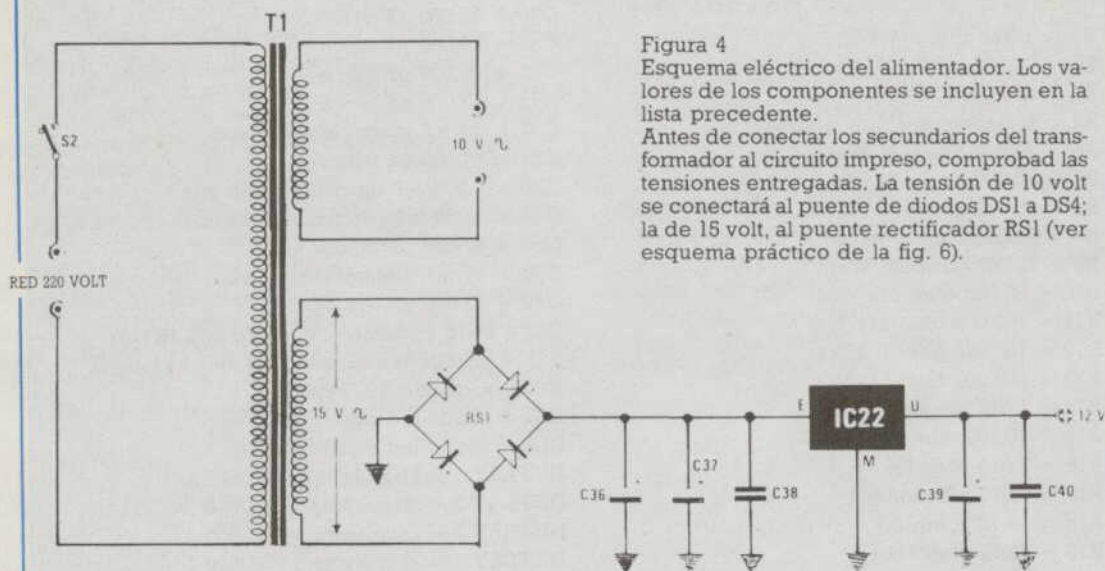 T1
S2
RED 220 VOLT
10 V
15 V
RS1
C36
C37
C38
E
IC22
U
M
C39
C40
12 V
Figura 4
Esquema eléctrico del alimentador. Los va-
lores de los componentes se incluyen en la
lista precedente.
Antes de conectar los secundarios del trans-
formador al circuito impreso, comprobad las
tensiones entregadas. La tensión de 10 volt
se conectará al puente de diodos DS1 a DS4;
la de 15 volt, al puente rectificador RS1 (ver
esquema práctico de la fig. 6).